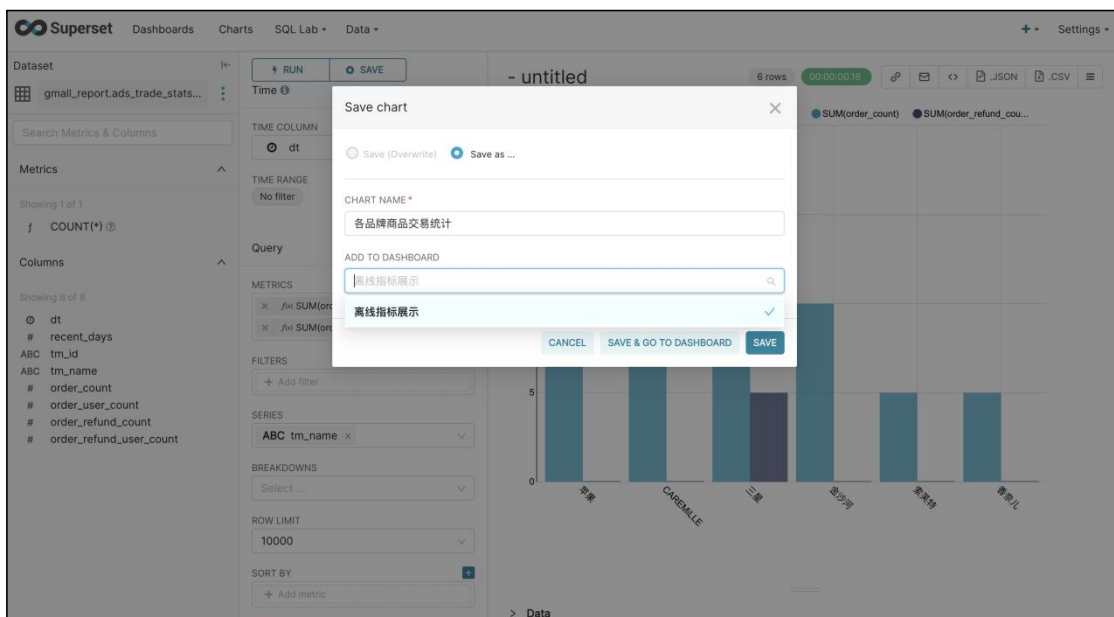 Superset Dashboards Charts SQL Lab Data Settings
Dataset
gmall_report.ads_trade_stats...
Search Metrics & Columns
Metrics
Showing 1 of 1
f COUNT(*)
Columns
Showing 8 of 8
dt
# recent_days
ABC tm_id
ABC tm_name
# order_count
# order_user_count
# order_refund_count
# order_refund_user_count
RUN SAVE
Time
TIME COLUMN
dt
TIME RANGE
No filter
Query
METRICS
f(x) SUM(ord
f(x) SUM(ord
FILTERS
+ Add filter
SERIES
ABC tm_name ×
BREAKDOWNS
Select ...
ROW LIMIT
10000
SORT BY
+ Add metric
- untitled
6 rows 00:00:00.16 .JSON .CSV
SUM(order_count) SUM(order_refund_cou...
Save chart
Save (Overwrite) Save as ...
CHART NAME *
各品牌商品交易统计
ADD TO DASHBOARD
离线指标展示
离线指标展示
CANCEL SAVE & GO TO DASHBOARD SAVE
5
0
苹果 CAREMILLE 三星 金沙河 索芙特 香奈儿
> Data